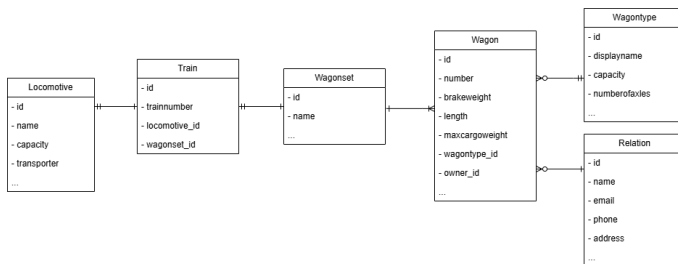 Locomotive
- id
- name
- capacity
- transporter
...
Train
- id
- trainnumber
- locomotive_id
- wagonset_id
Wagonset
- id
- name
...
Wagon
- id
- number
- brakeweight
- length
- maxcargoweight
- wagontype_id
- owner_id
...
Wagontype
- id
- displayname
- capacity
- numberofaxles
...
Relation
- id
- name
- email
- phone
- address
...